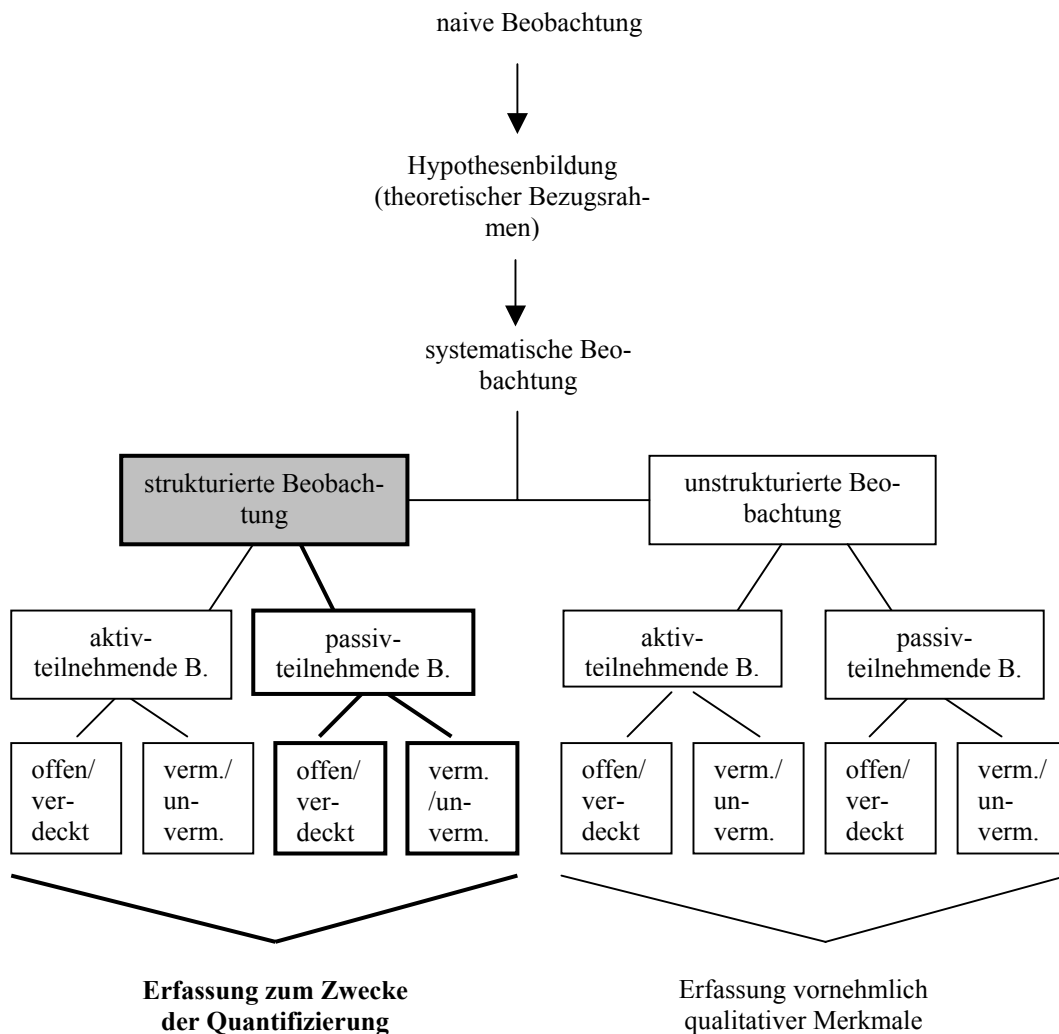 naive Beobachtung
Hypothesenbildung
(theoretischer Bezugsrah-
men)
systematische Beo-
bachtung
strukturierte Beobach-
tung
unstrukturierte Beo-
bachtung
aktiv-
teilnehmende B.
passiv-
teilnehmende B.
aktiv-
teilnehmende B.
passiv-
teilnehmende B.
offen/
ver-
deckt
verm./
un-
verm.
offen/
ver-
deckt
verm.
/un-
verm.
offen/
ver-
deckt
verm./
un-
verm.
offen/
ver-
deckt
verm./
un-
verm.
Erfassung zum Zwecke
der Quantifizierung
Erfassung vornehmlich
qualitativer Merkmale